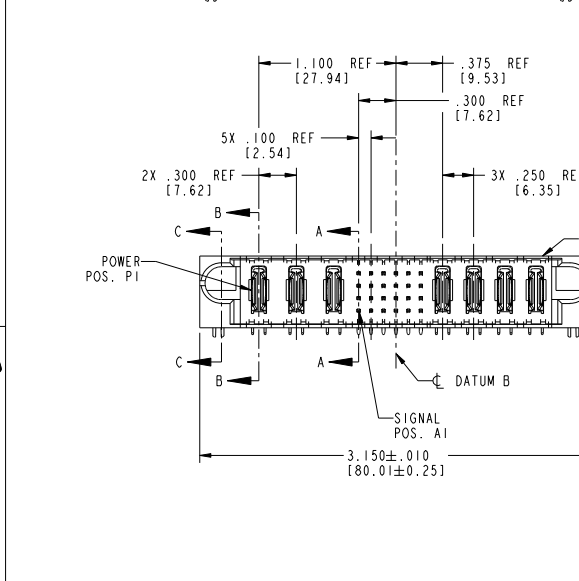 1.100 REF
[27.94]
.375 REF
[9.53]
.300 REF
[7.62]
5X .100 REF
[2.54]
2X .300 REF
[7.62]
3X .250 RE
[6.35]
B
C
A
POWER
POS. P1
C
A
B
℄ DATUM B
SIGNAL
POS. A1
3.150±.010
[80.01±0.25]